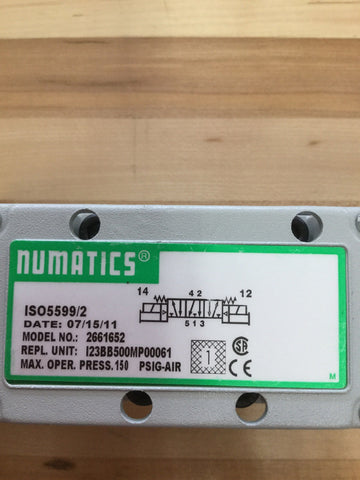 numatics®
14 4 2 12
5 1 3
ISO5599/2
DATE: 07/15/11
MODEL NO.: 2661652
REPL. UNIT: I23BB500MP00061
MAX. OPER. PRESS.150 PSIG-AIR
1
CE
M